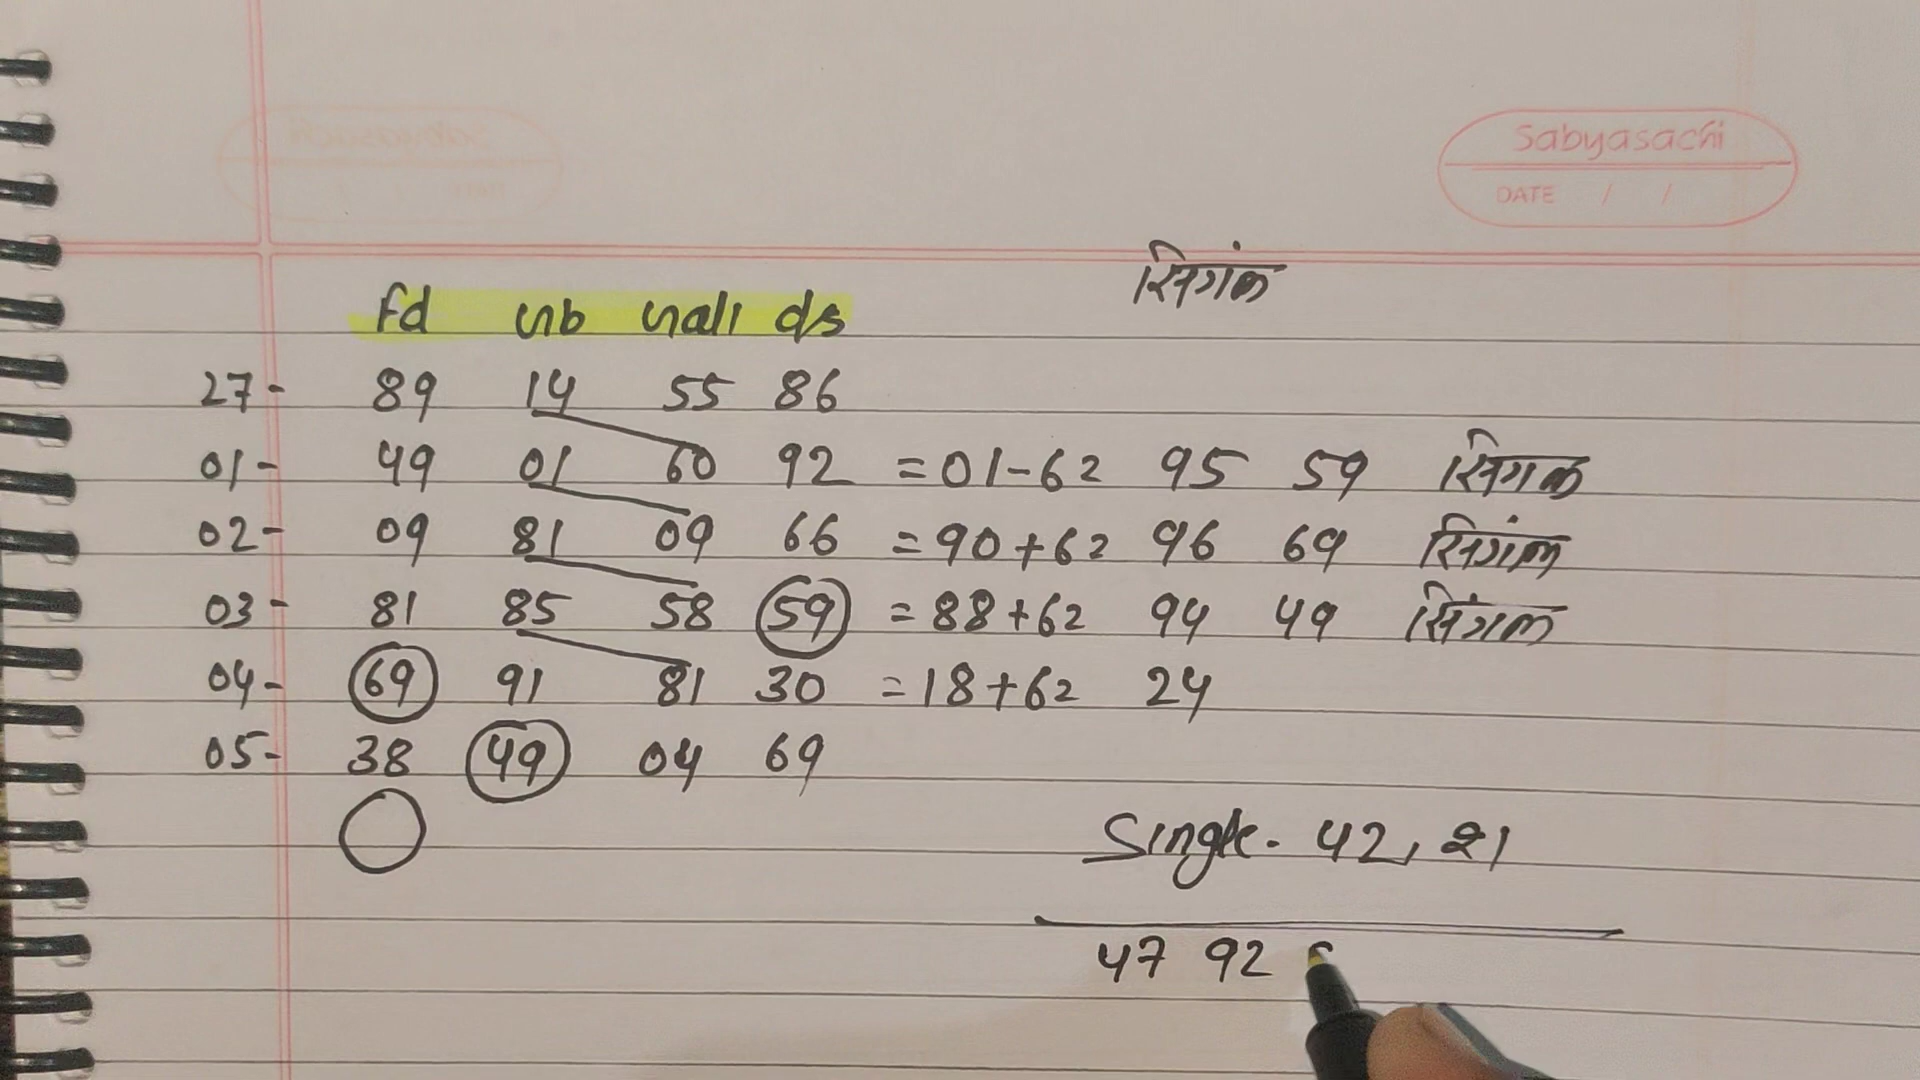 Sabyasachi
DATE / /
सिगंल
fd gb gali ds
27- 89 14 55 86
01- 49 01 60 92 =01-62 95 59 सिगल
02- 09 81 09 66 =90+62 96 69 सिगंल
03- 81 85 58 59 =88+62 94 49 सिंगल
04- 69 91 81 30 =18+62 24
05- 38 49 04 69
Single. 42, 21
47 92